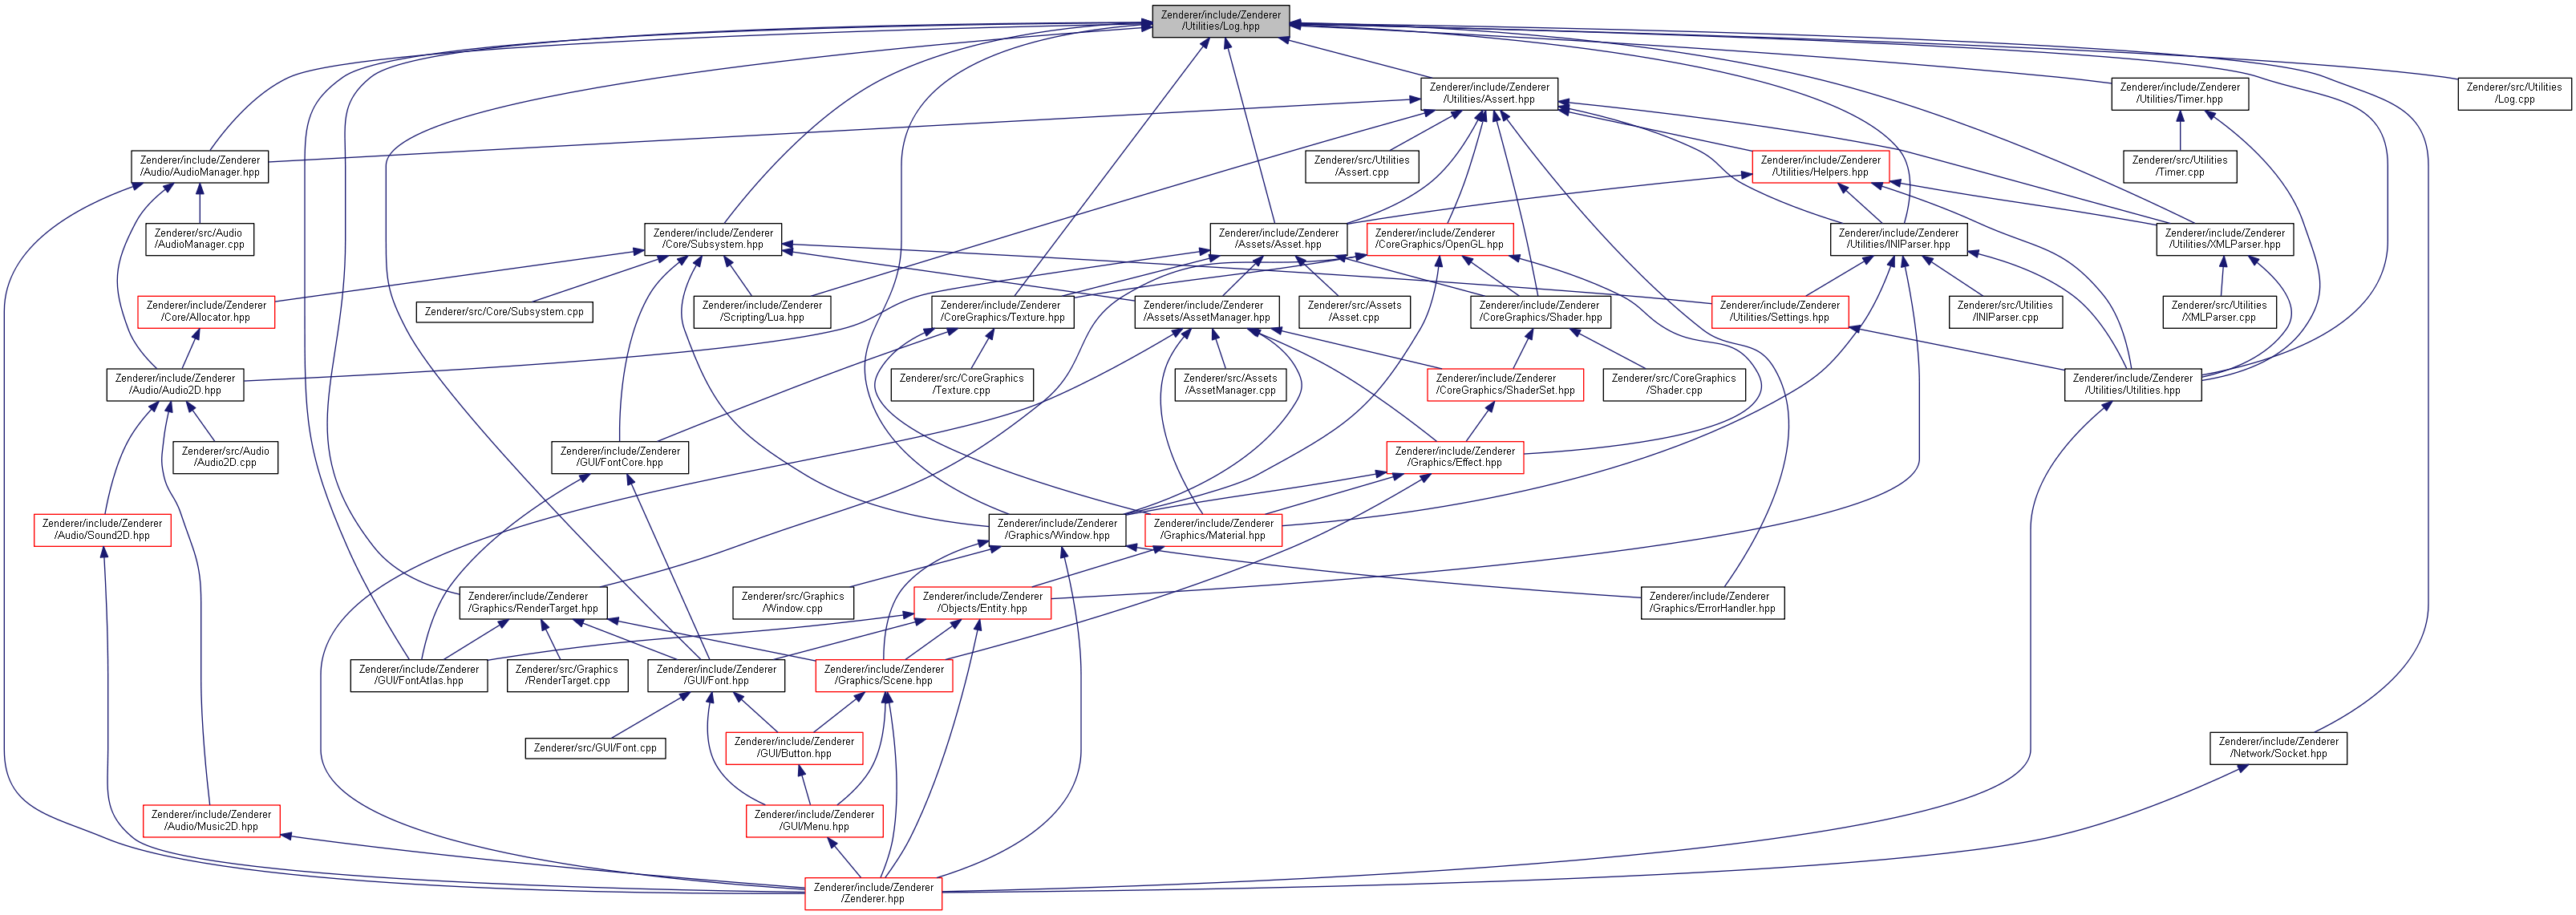 Zenderer/include/Zenderer
/Utilities/Log.hpp
Zenderer/include/Zenderer
/Utilities/Assert.hpp
Zenderer/include/Zenderer
/Utilities/Timer.hpp
Zenderer/src/Utilities
/Log.cpp
Zenderer/include/Zenderer
/Audio/AudioManager.hpp
Zenderer/src/Utilities
/Assert.cpp
Zenderer/include/Zenderer
/Utilities/Helpers.hpp
Zenderer/src/Utilities
/Timer.cpp
Zenderer/src/Audio
/AudioManager.cpp
Zenderer/include/Zenderer
/Core/Subsystem.hpp
Zenderer/include/Zenderer
/Assets/Asset.hpp
Zenderer/include/Zenderer
/CoreGraphics/OpenGL.hpp
Zenderer/include/Zenderer
/Utilities/INIParser.hpp
Zenderer/include/Zenderer
/Utilities/XMLParser.hpp
Zenderer/include/Zenderer
/Core/Allocator.hpp
Zenderer/src/Core/Subsystem.cpp
Zenderer/include/Zenderer
/Scripting/Lua.hpp
Zenderer/include/Zenderer
/CoreGraphics/Texture.hpp
Zenderer/include/Zenderer
/Assets/AssetManager.hpp
Zenderer/src/Assets
/Asset.cpp
Zenderer/include/Zenderer
/CoreGraphics/Shader.hpp
Zenderer/include/Zenderer
/Utilities/Settings.hpp
Zenderer/src/Utilities
/INIParser.cpp
Zenderer/src/Utilities
/XMLParser.cpp
Zenderer/include/Zenderer
/Audio/Audio2D.hpp
Zenderer/src/CoreGraphics
/Texture.cpp
Zenderer/src/Assets
/AssetManager.cpp
Zenderer/include/Zenderer
/CoreGraphics/ShaderSet.hpp
Zenderer/src/CoreGraphics
/Shader.cpp
Zenderer/include/Zenderer
/Utilities/Utilities.hpp
Zenderer/src/Audio
/Audio2D.cpp
Zenderer/include/Zenderer
/GUI/FontCore.hpp
Zenderer/include/Zenderer
/Graphics/Effect.hpp
Zenderer/include/Zenderer
/Audio/Sound2D.hpp
Zenderer/include/Zenderer
/Graphics/Window.hpp
Zenderer/include/Zenderer
/Graphics/Material.hpp
Zenderer/include/Zenderer
/Graphics/RenderTarget.hpp
Zenderer/src/Graphics
/Window.cpp
Zenderer/include/Zenderer
/Objects/Entity.hpp
Zenderer/include/Zenderer
/Graphics/ErrorHandler.hpp
Zenderer/include/Zenderer
/GUI/FontAtlas.hpp
Zenderer/src/Graphics
/RenderTarget.cpp
Zenderer/include/Zenderer
/GUI/Font.hpp
Zenderer/include/Zenderer
/Graphics/Scene.hpp
Zenderer/src/GUI/Font.cpp
Zenderer/include/Zenderer
/GUI/Button.hpp
Zenderer/include/Zenderer
/Network/Socket.hpp
Zenderer/include/Zenderer
/Audio/Music2D.hpp
Zenderer/include/Zenderer
/GUI/Menu.hpp
Zenderer/include/Zenderer
/Zenderer.hpp